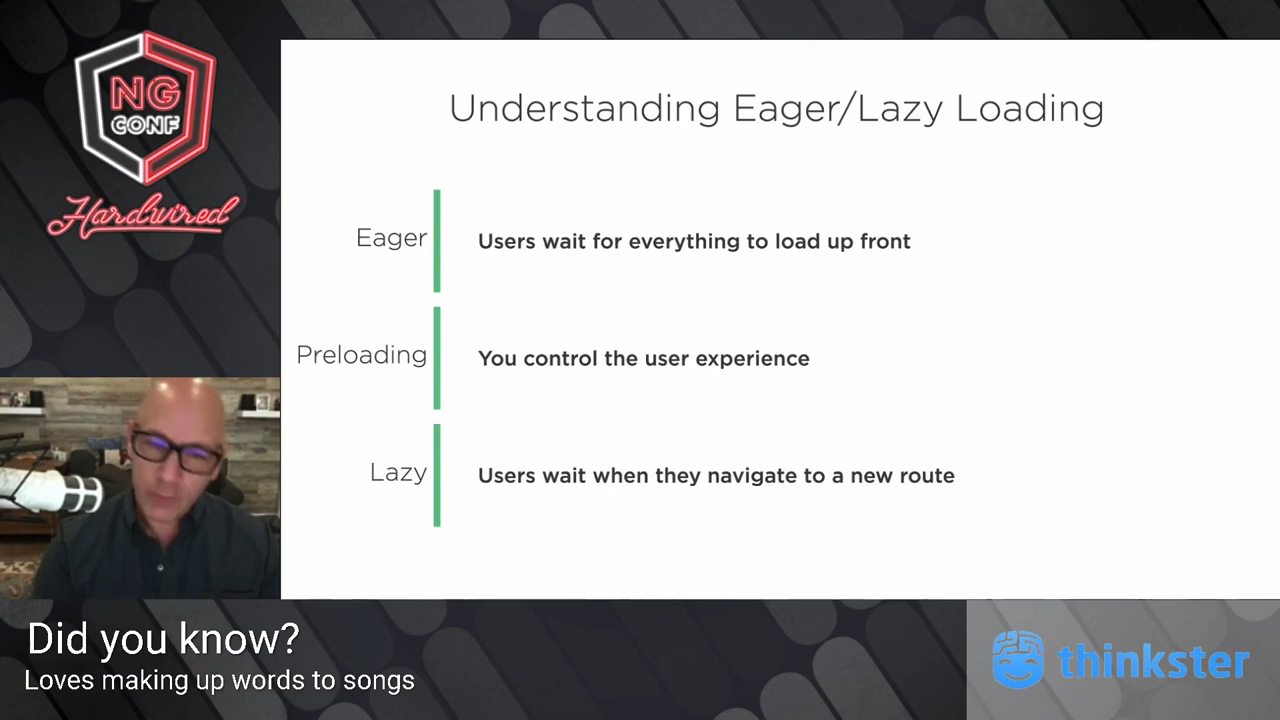 NG
CONF
Hardwired
Understanding Eager/Lazy Loading
Eager
Users wait for everything to load up front
Preloading
You control the user experience
Lazy
Users wait when they navigate to a new route
Did you know?
Loves making up words to songs
thinkster